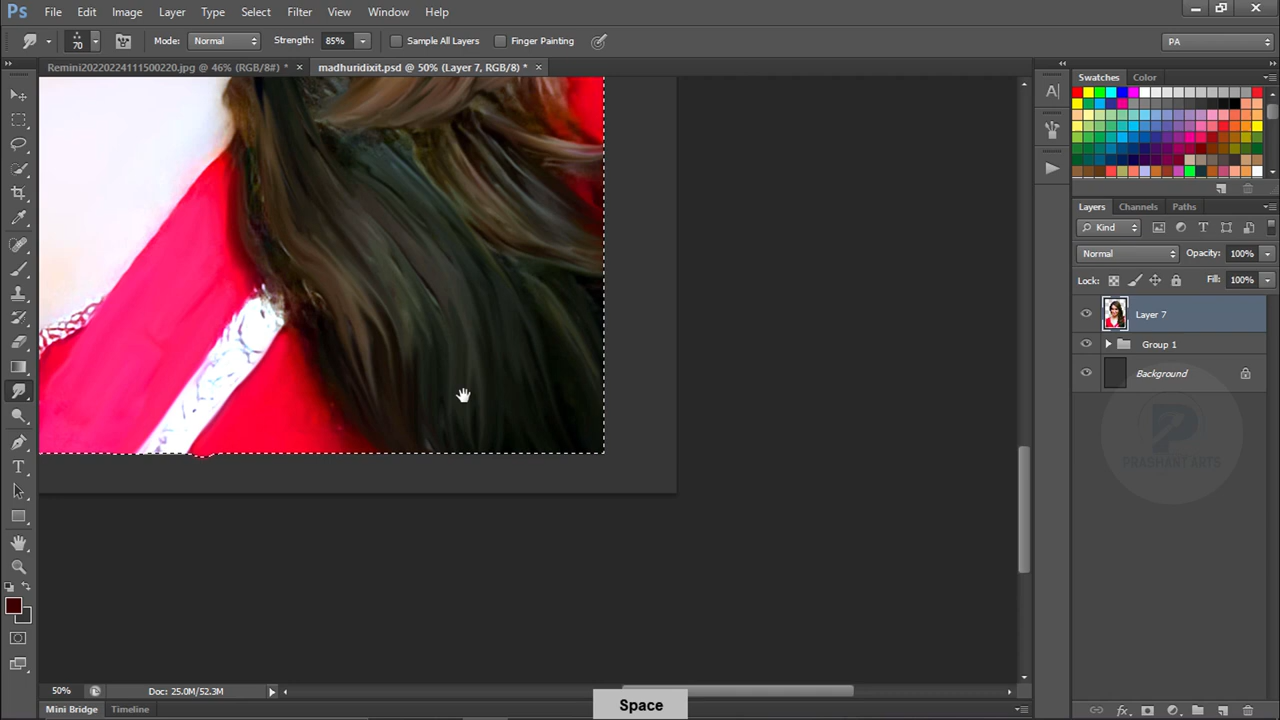 Ps File Edit Image Layer Type Select Filter View Window Help
70 Mode: Normal Strength: 85% Sample All Layers Finger Painting PA
Remini20220224111500220.jpg @ 46% (RGB/8#) * × madhuridixit.psd @ 50% (Layer 7, RGB/8) * ×
Swatches Color
Layers Channels Paths
Kind
Normal Opacity: 100%
Lock: Fill: 100%
Layer 7
Group 1
Background
PRASHANT ARTS
50% Doc: 25.0M/52.3M
Space
Mini Bridge Timeline